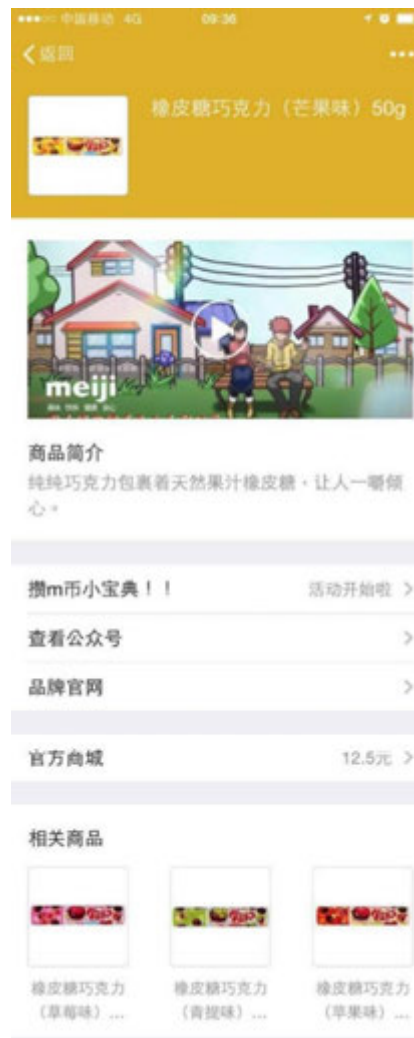 中国移动 4G 09:36
返回
橡皮糖巧克力（芒果味）50g
meiji
商品简介
纯纯巧克力包裹着天然果汁橡皮糖，让人一嚼倾
心。
攒m币小宝典！！ 活动开始啦
查看公众号
品牌官网
官方商城 12.5元
相关商品
橡皮糖巧克力 橡皮糖巧克力 橡皮糖巧克力
（草莓味）... （青提味）... （苹果味）...